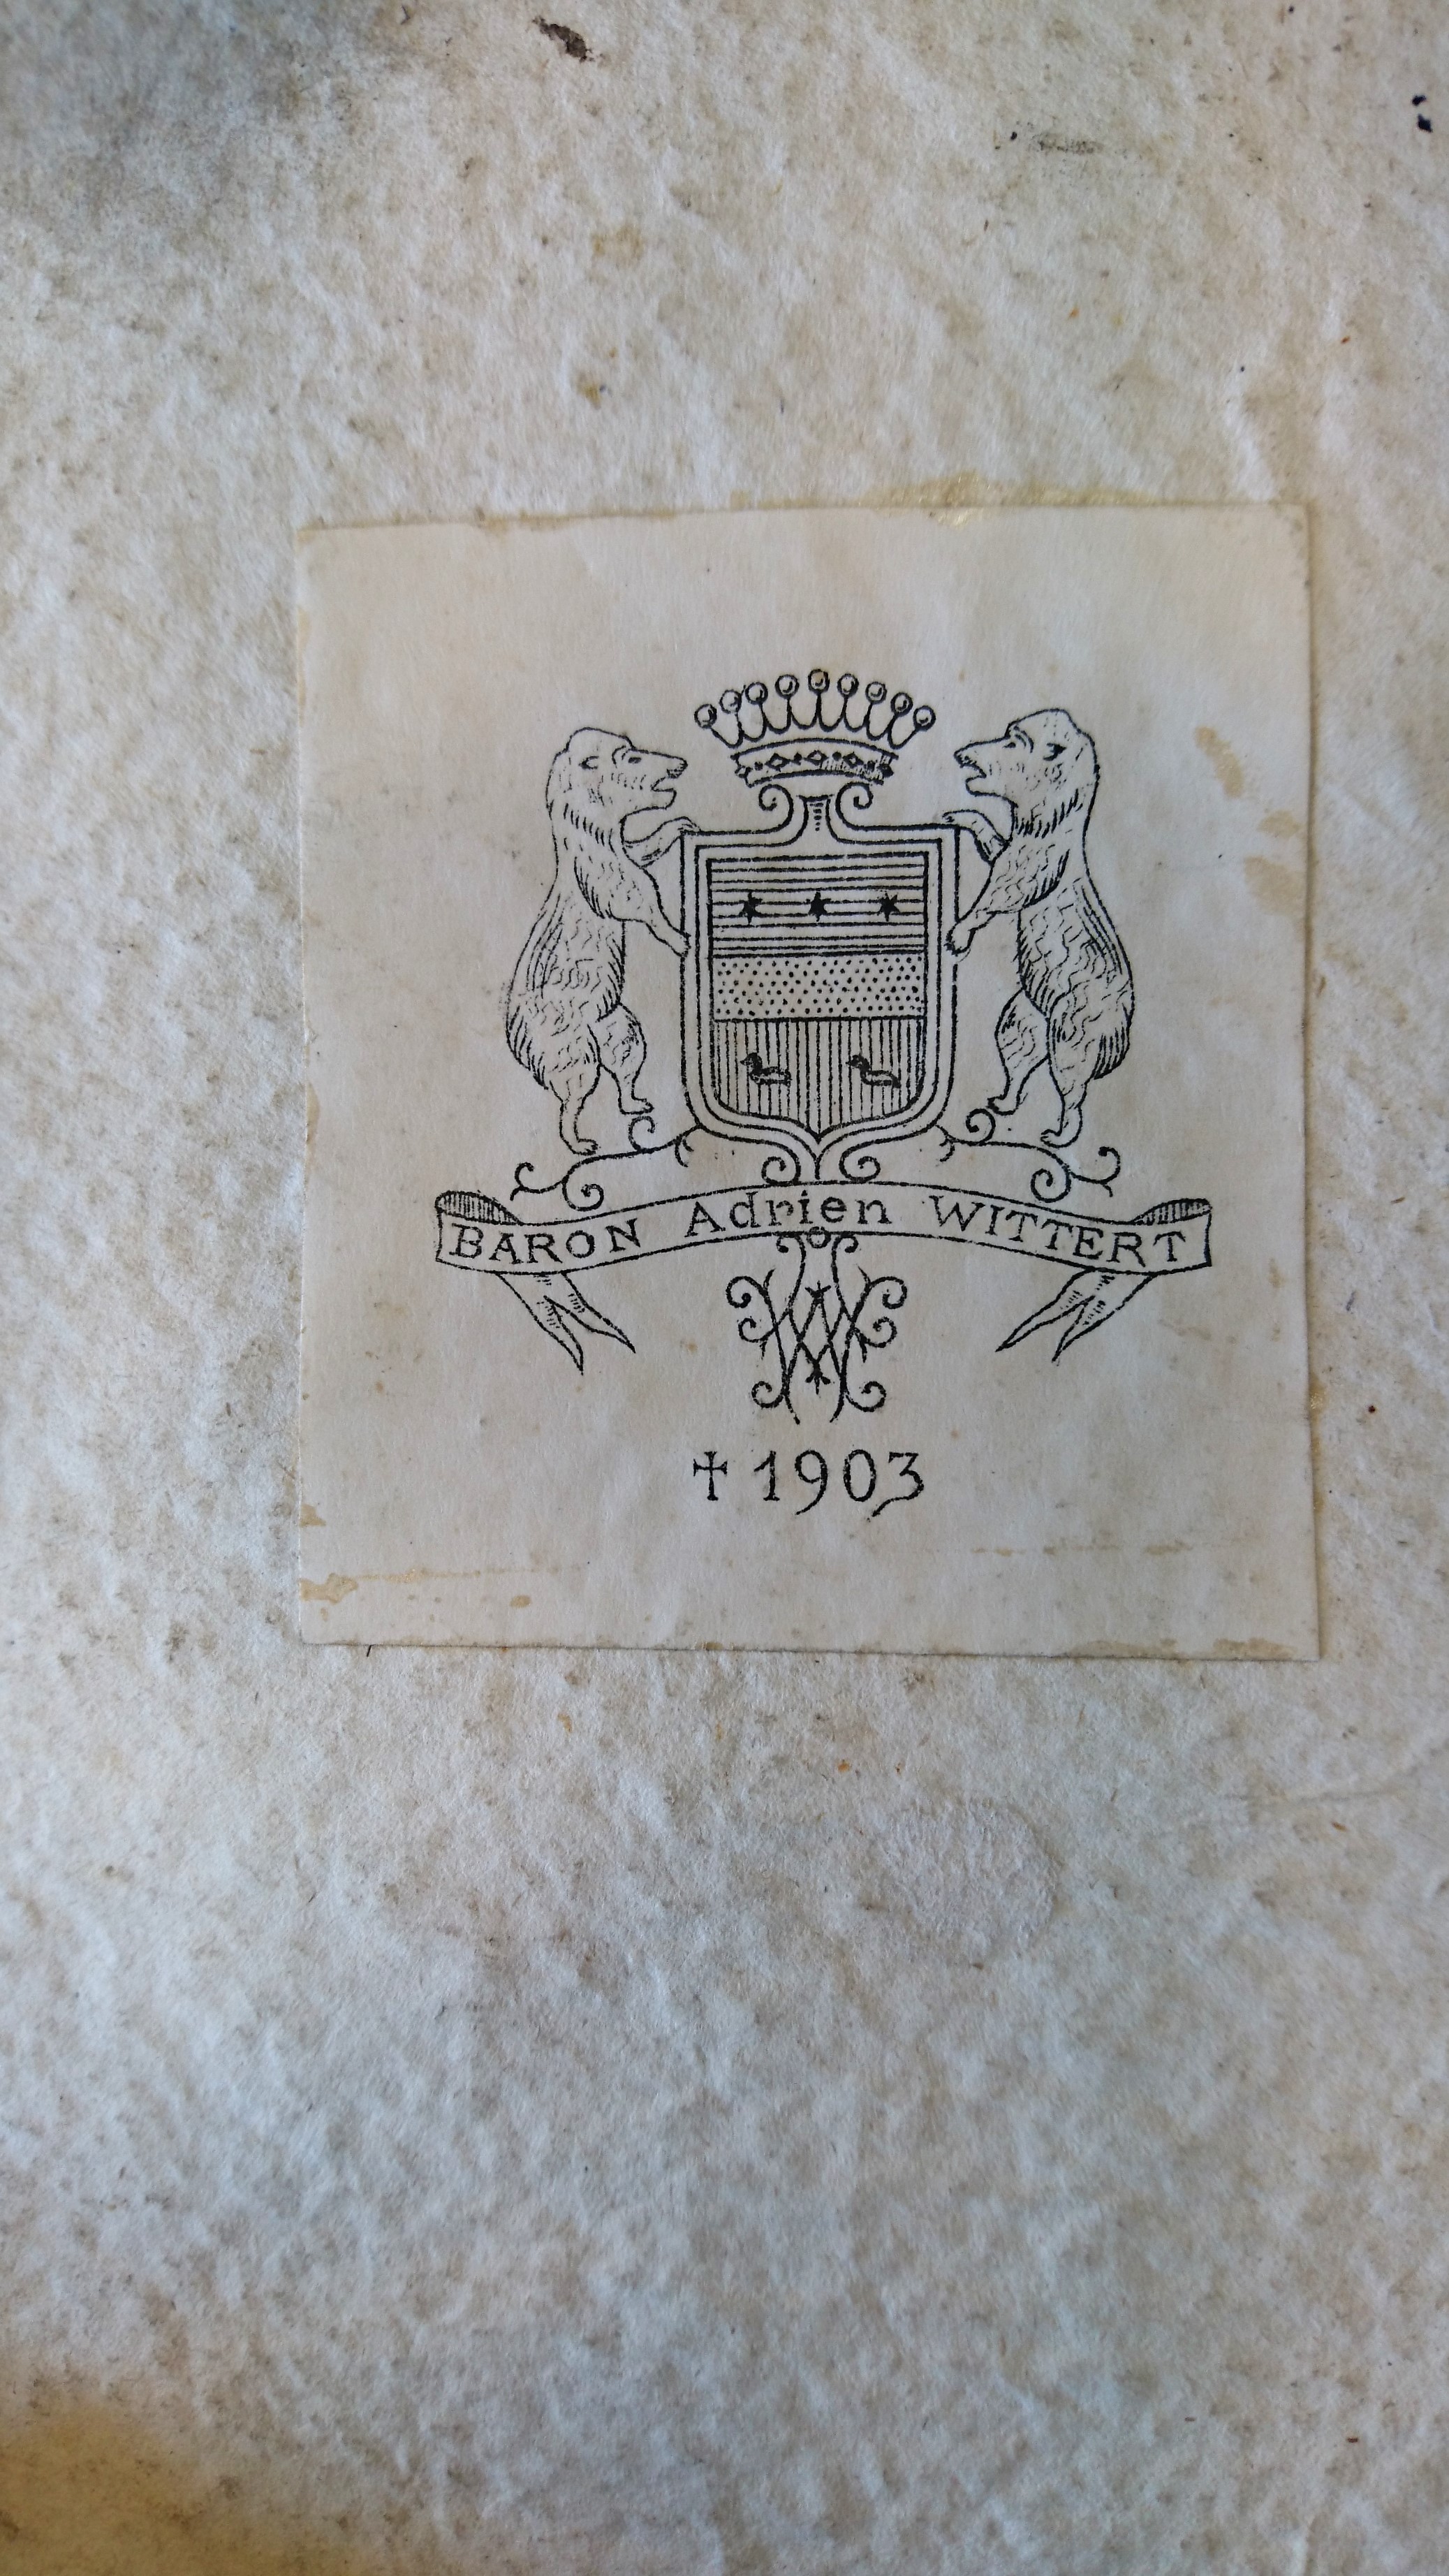 BARON Adrien WITTERT
† 1903